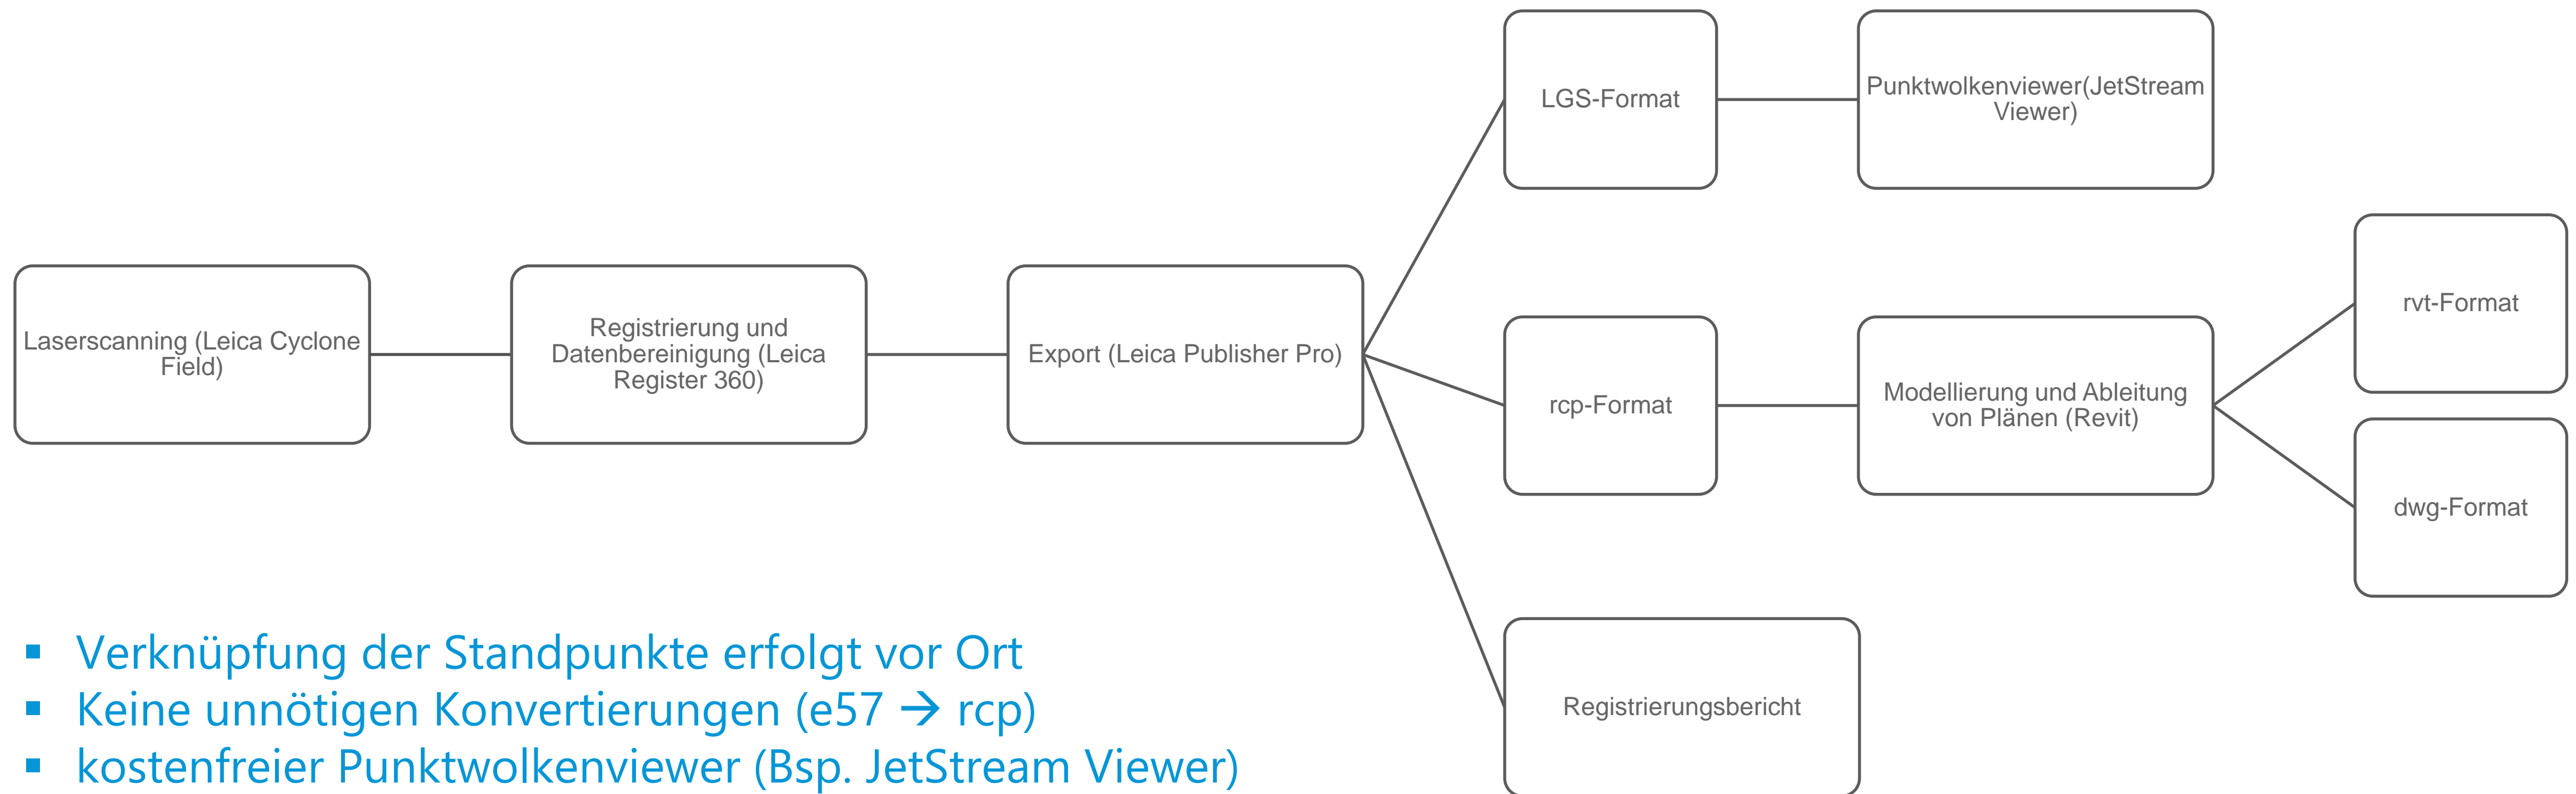 LGS-Format
Punktwolkenviewer(JetStream
Viewer)
Laserscanning (Leica Cyclone
Field)
Registrierung und
Datenbereinigung (Leica
Register 360)
Export (Leica Publisher Pro)
rcp-Format
Modellierung und Ableitung
von Plänen (Revit)
rvt-Format
dwg-Format
Registrierungsbericht
▪ Verknüpfung der Standpunkte erfolgt vor Ort
▪ Keine unnötigen Konvertierungen (e57 → rcp)
▪ kostenfreier Punktwolkenviewer (Bsp. JetStream Viewer)